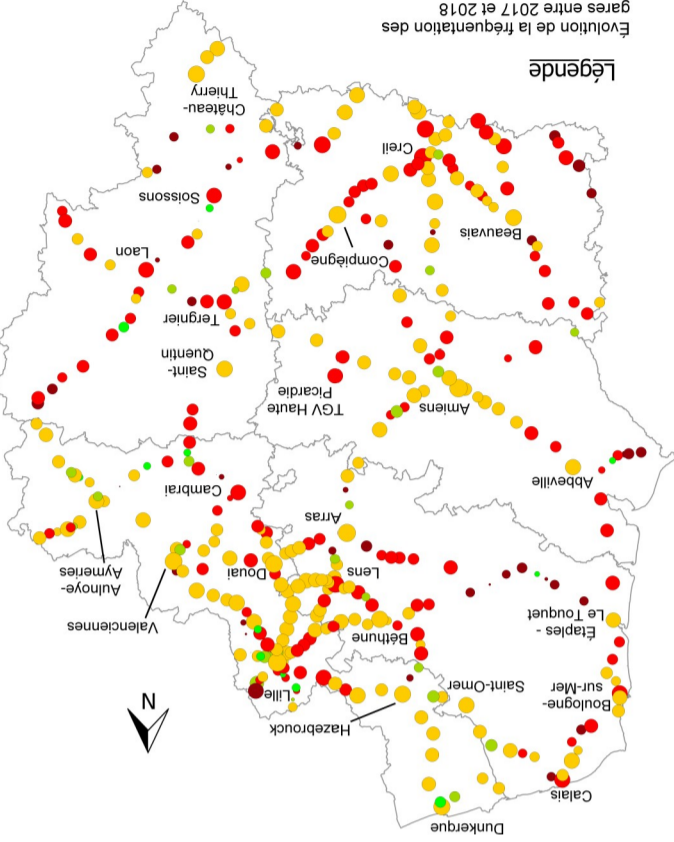 Dunkerque
Calais
Boulogne-
sur-Mer
Saint-Omer
Hazebrouck
N
Lille
Béthune
Étaples -
Le Touquet
Valenciennes
Lens
Douai
Aulnoye-
Aymeries
Arras
Cambrai
Abbeville
Amiens
TGV Haute
Picardie
Saint-
Quentin
Tergnier
Compiègne
Laon
Beauvais
Soissons
Creil
Château-
Thierry
Légende
Évolution de la fréquentation des
gares entre 2017 et 2018